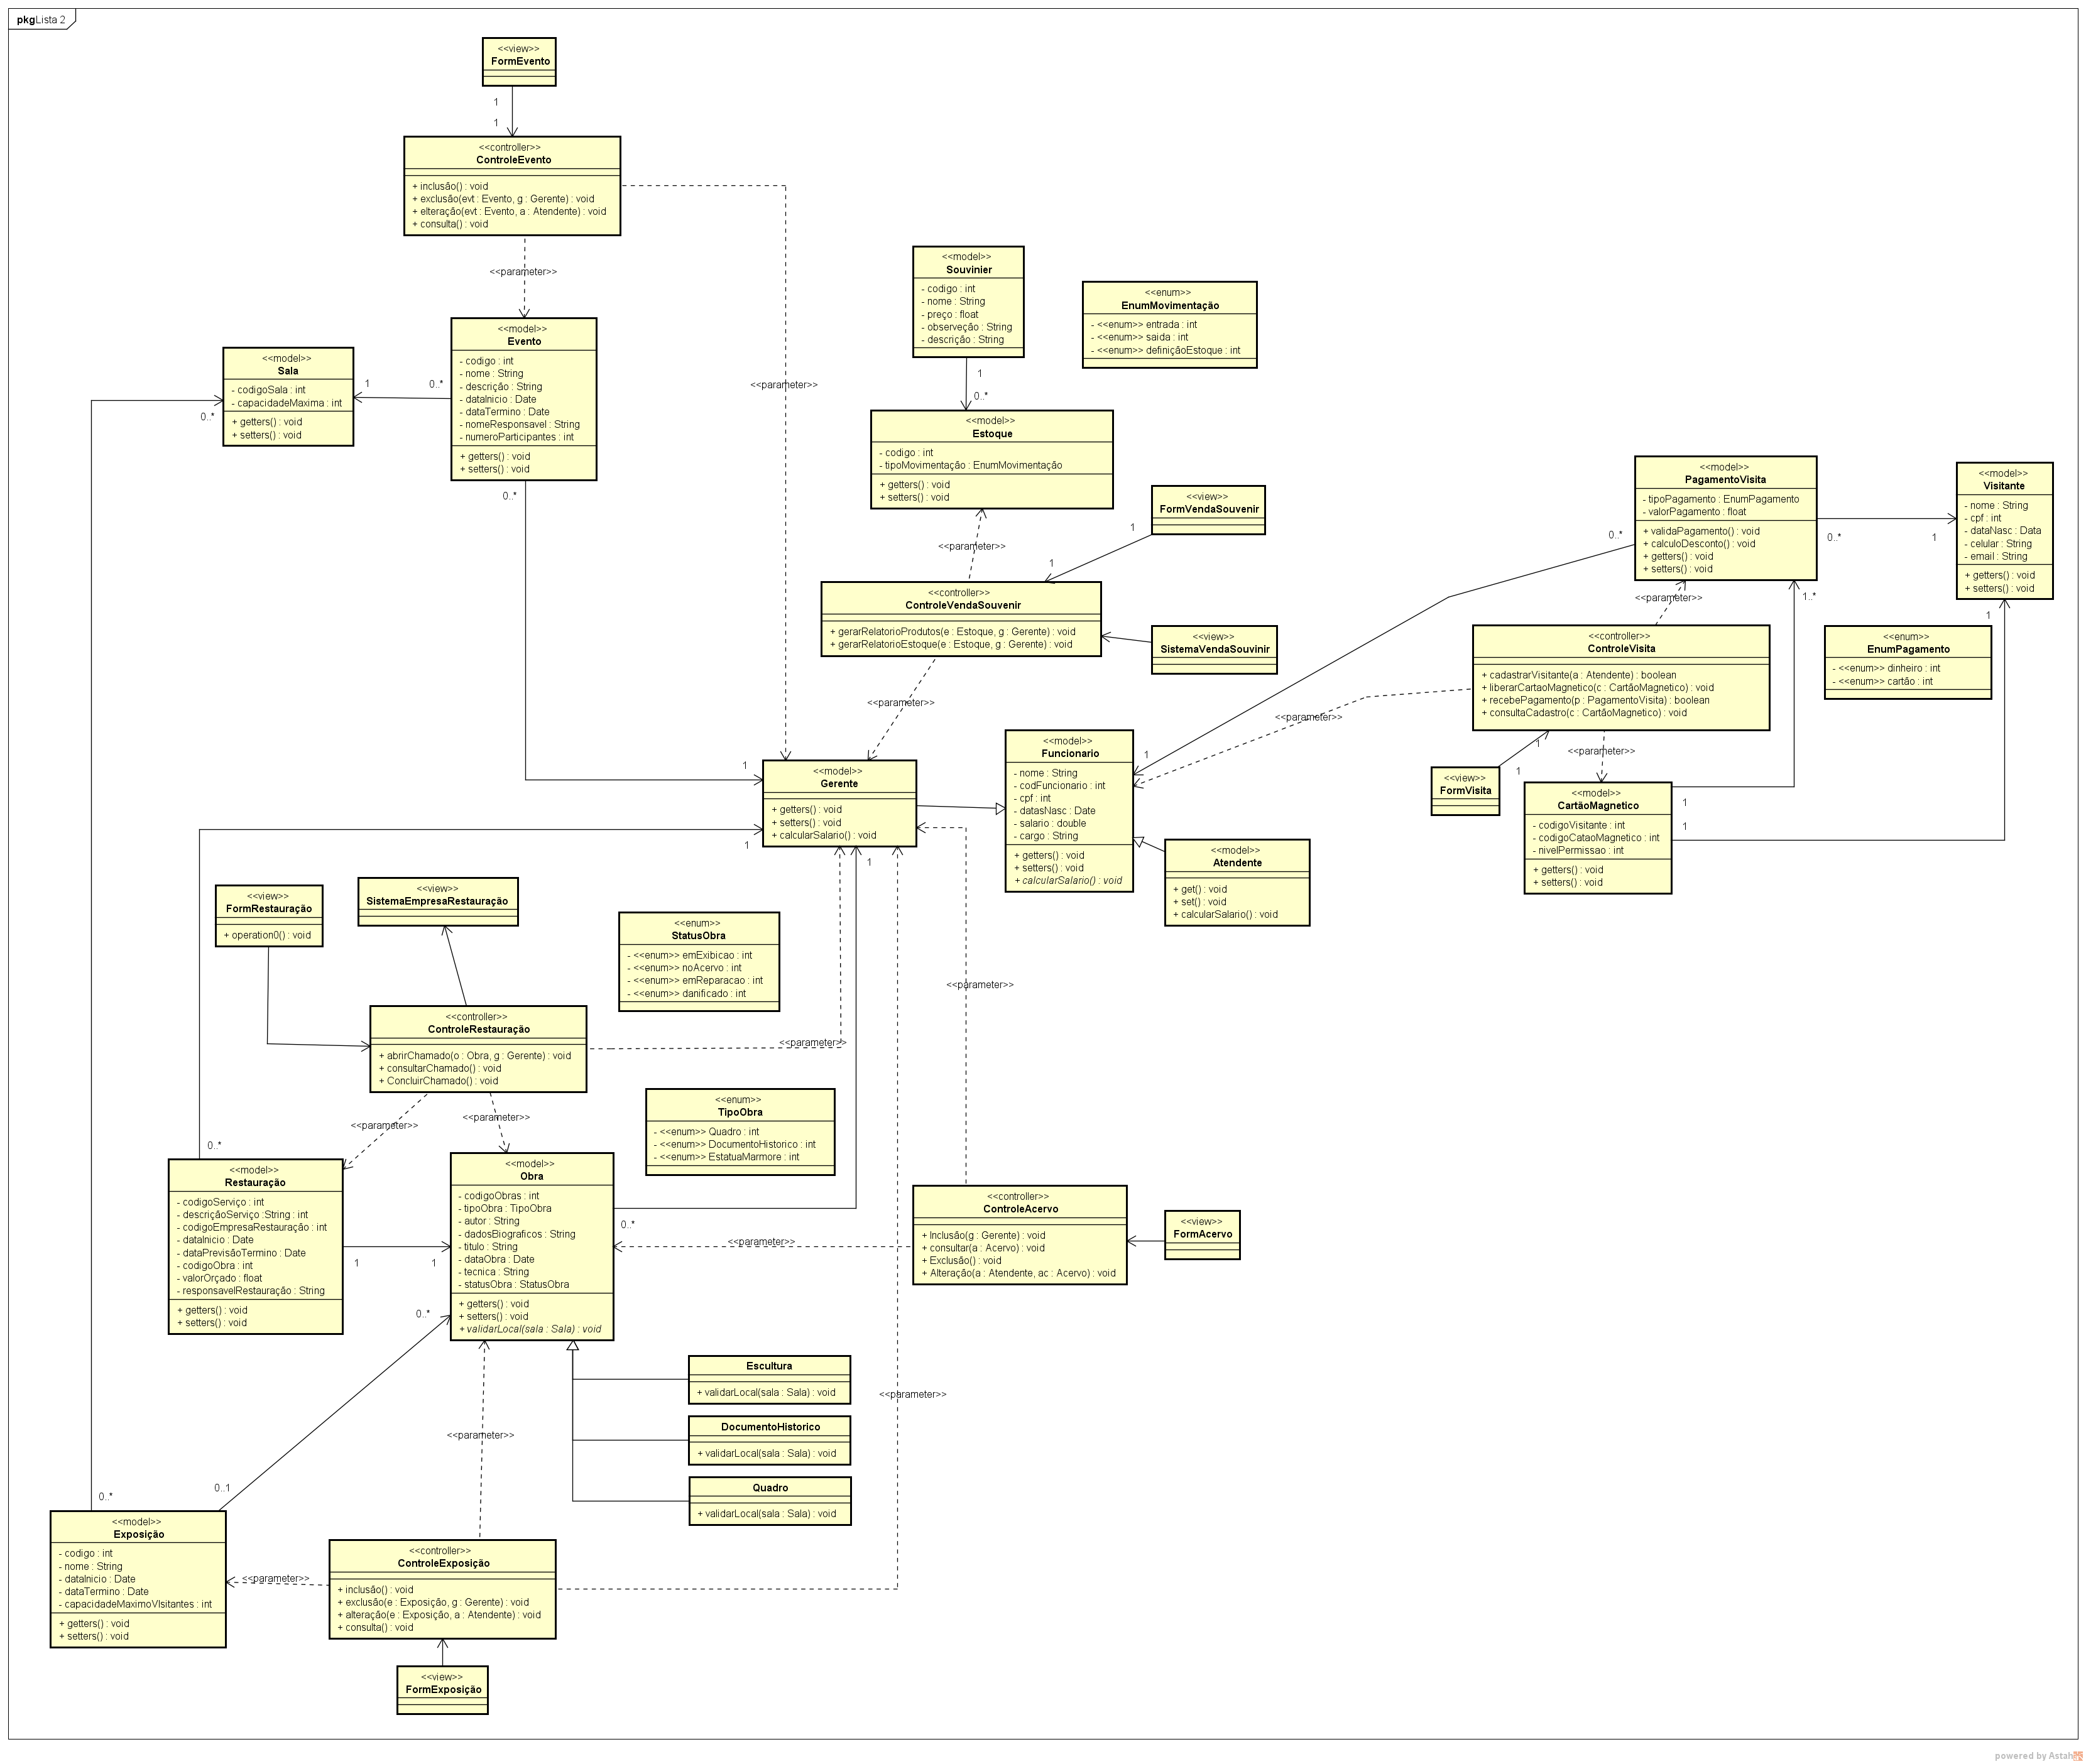 pkg Lista 2
<<view>>
FormEvento
1
1
<<controller>>
ControleEvento
+ inclusão() : void
+ exclusão(evt : Evento, g : Gerente) : void
+ elteração(evt : Evento, a : Atendente) : void
+ consulta() : void
<<parameter>>
<<parameter>>
<<model>>
Evento
- codigo : int
- nome : String
- descrição : String
- dataInicio : Date
- dataTermino : Date
- nomeResponsavel : String
- numeroParticipantes : int
+ getters() : void
+ setters() : void
1
0..*
0..*
0..*
<<model>>
Sala
- codigoSala : int
- capacidadeMaxima : int
+ getters() : void
+ setters() : void
<<model>>
Souvinier
- codigo : int
- nome : String
- preço : float
- observeção : String
- descrição : String
1
0..*
<<enum>>
EnumMovimentação
- <<enum>> entrada : int
- <<enum>> saida : int
- <<enum>> definiçãoEstoque : int
<<model>>
Estoque
- codigo : int
- tipoMovimentação : EnumMovimentação
+ getters() : void
+ setters() : void
<<parameter>>
<<view>>
FormVendaSouvenir
1
1
<<controller>>
ControleVendaSouvenir
+ gerarRelatorioProdutos(e : Estoque, g : Gerente) : void
+ gerarRelatorioEstoque(e : Estoque, g : Gerente) : void
<<view>>
SistemaVendaSouvinir
<<parameter>>
<<model>>
PagamentoVisita
- tipoPagamento : EnumPagamento
- valorPagamento : float
+ validaPagamento() : void
+ calculoDesconto() : void
+ getters() : void
+ setters() : void
0..*
0..*
1
1..*
1
<<parameter>>
<<model>>
Visitante
- nome : String
- cpf : int
- dataNasc : Data
- celular : String
- email : String
+ getters() : void
+ setters() : void
<<controller>>
ControleVisita
+ cadastrarVisitante(a : Atendente) : boolean
+ liberarCartaoMagnetico(c : CartãoMagnetico) : void
+ recebePagamento(p : PagamentoVisita) : boolean
+ consultaCadastro(c : CartãoMagnetico) : void
<<enum>>
EnumPagamento
- <<enum>> dinheiro : int
- <<enum>> cartão : int
<<parameter>>
<<parameter>>
1
1
<<view>>
FormVisita
<<model>>
CartãoMagnetico
- codigoVisitante : int
- codigoCataoMagnetico : int
- nivelPermissao : int
+ getters() : void
+ setters() : void
1
1
<<model>>
Funcionario
- nome : String
- codFuncionario : int
- cpf : int
- datasNasc : Date
- salario : double
- cargo : String
+ getters() : void
+ setters() : void
+ calcularSalario() : void
1
<<model>>
Gerente
+ getters() : void
+ setters() : void
+ calcularSalario() : void
1
1
1
<<model>>
Atendente
+ get() : void
+ set() : void
+ calcularSalario() : void
<<view>>
FormRestauração
+ operation0() : void
<<view>>
SistemaEmpresaRestauração
<<enum>>
StatusObra
- <<enum>> emExibicao : int
- <<enum>> noAcervo : int
- <<enum>> emReparacao : int
- <<enum>> danificado : int
<<parameter>>
<<controller>>
ControleRestauração
+ abrirChamado(o : Obra, g : Gerente) : void
+ consultarChamado() : void
+ ConcluirChamado() : void
<<parameter>>
<<parameter>>
<<parameter>>
<<enum>>
TipoObra
- <<enum>> Quadro : int
- <<enum>> DocumentoHistorico : int
- <<enum>> EstatuaMarmore : int
0..*
<<model>>
Restauração
- codigoServiço : int
- descriçãoServiço :String : int
- codigoEmpresaRestauração : int
- dataInicio : Date
- dataPrevisãoTermino : Date
- codigoObra : int
- valorOrçado : float
- responsavelRestauração : String
+ getters() : void
+ setters() : void
1
1
<<model>>
Obra
- codigoObras : int
- tipoObra : TipoObra
- autor : String
- dadosBiograficos : String
- titulo : String
- dataObra : Date
- tecnica : String
- statusObra : StatusObra
+ getters() : void
+ setters() : void
+ validarLocal(sala : Sala) : void
0..*
0..*
<<parameter>>
<<controller>>
ControleAcervo
+ Inclusão(g : Gerente) : void
+ consultar(a : Acervo) : void
+ Exclusão() : void
+ Alteração(a : Atendente, ac : Acervo) : void
<<view>>
FormAcervo
Escultura
+ validarLocal(sala : Sala) : void
DocumentoHistorico
+ validarLocal(sala : Sala) : void
Quadro
+ validarLocal(sala : Sala) : void
<<parameter>>
<<parameter>>
0..1
0..*
<<model>>
Exposição
- codigo : int
- nome : String
- dataInicio : Date
- dataTermino : Date
- capacidadeMaximoVIsitantes : int
+ getters() : void
+ setters() : void
<<parameter>>
<<controller>>
ControleExposição
+ inclusão() : void
+ exclusão(e : Exposição, g : Gerente) : void
+ alteração(e : Exposição, a : Atendente) : void
+ consulta() : void
<<view>>
FormExposição
powered by Astah